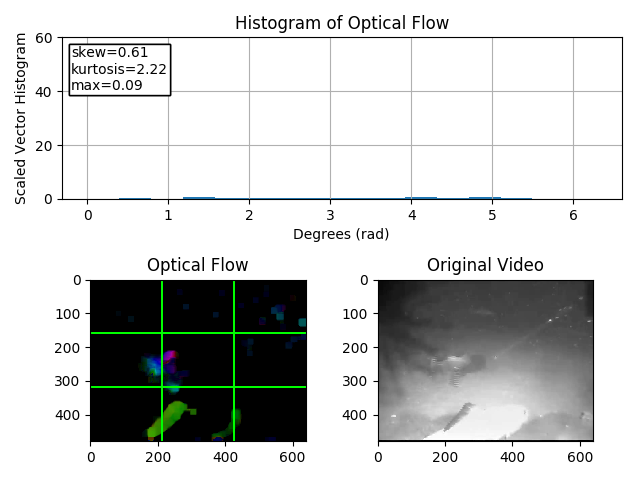 Histogram of Optical Flow
Scaled Vector Histogram
60
40
20
0
skew=0.61
kurtosis=2.22
max=0.09
0 1 2 3 4 5 6
Degrees (rad)
Optical Flow
0
100
200
300
400
0 200 400 600
Original Video
0
100
200
300
400
0 200 400 600